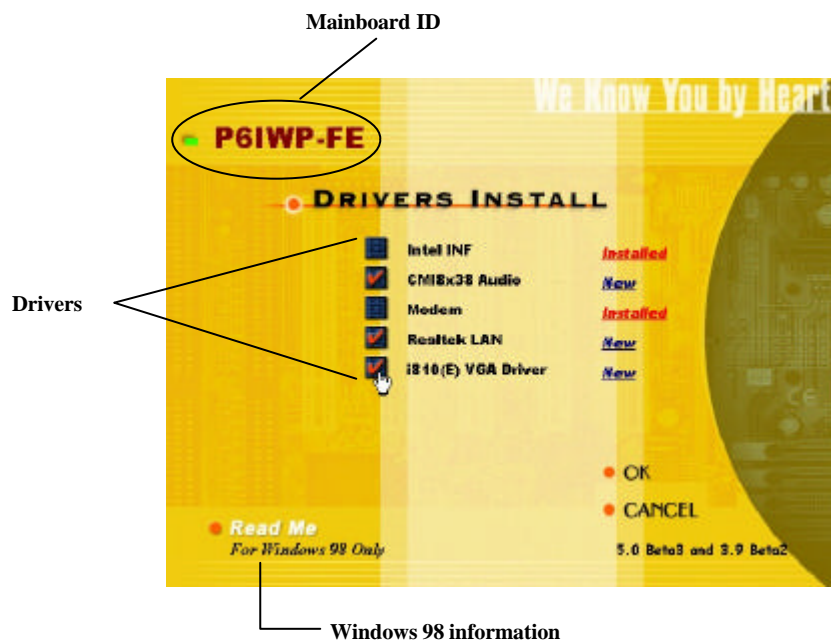 Mainboard ID
We Know You by Heart
P6IWP-FE
DRIVERS INSTALL
Intel INF Installed
CMI8x38 Audio New
Drivers
Modem Installed
Realtek LAN New
i810(E) VGA Driver New
OK
CANCEL
Read Me
For Windows 98 Only
5.0 Beta3 and 3.9 Beta2
Windows 98 information